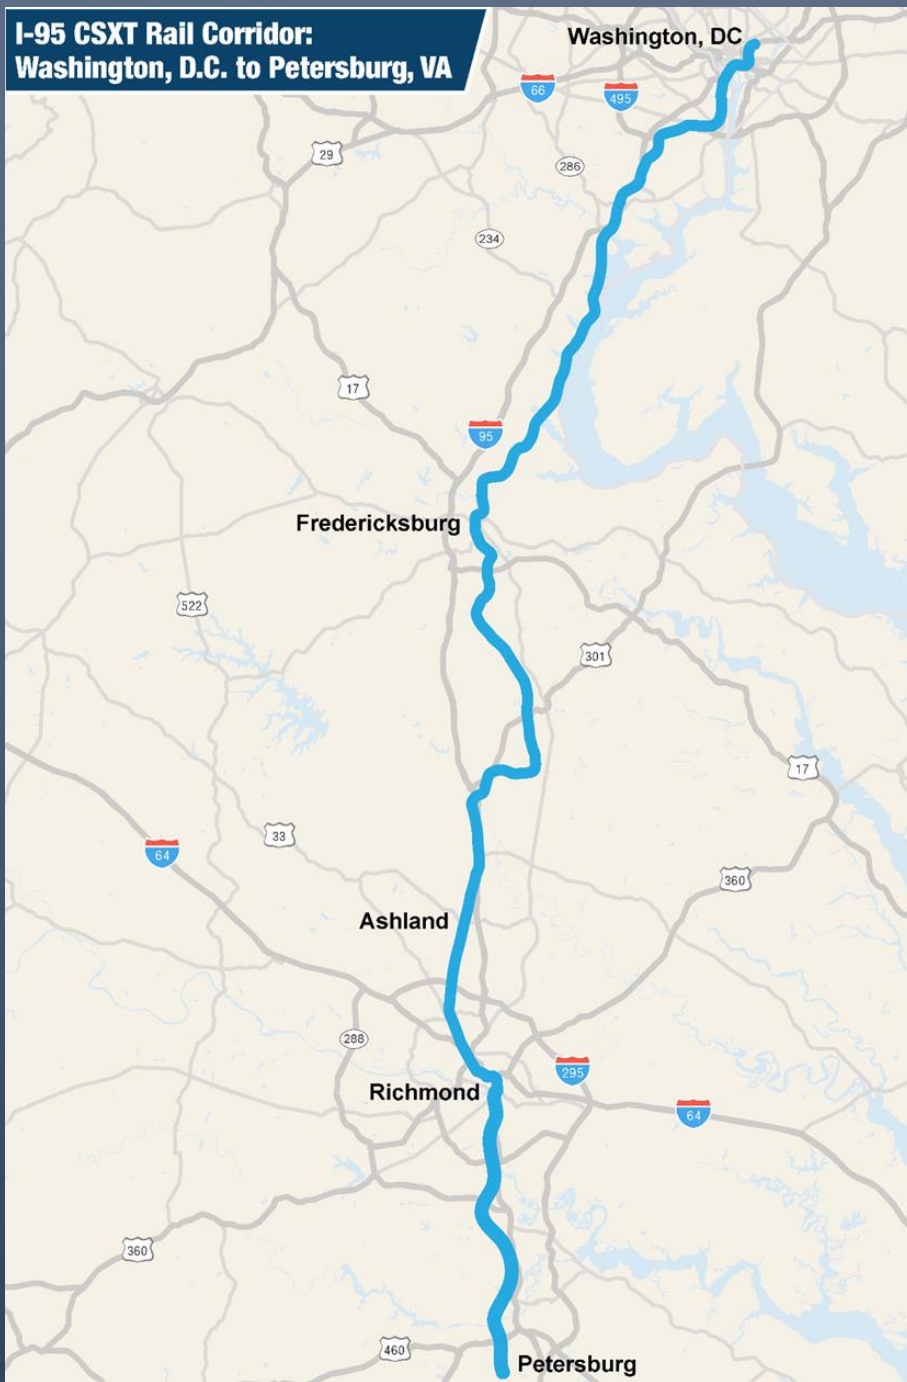 I-95 CSXT Rail Corridor:
Washington, D.C. to Petersburg, VA
Washington, DC
66
495
29
286
234
17
95
Fredericksburg
522
301
17
33
64
360
Ashland
288
295
Richmond
64
360
460
Petersburg